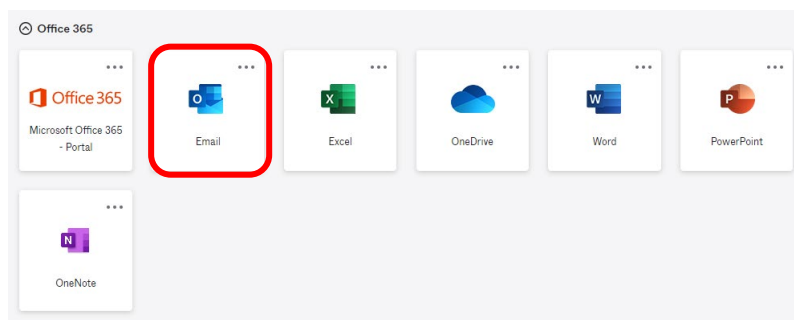 Office 365
Office 365
Microsoft Office 365
- Portal
O
Email
X
Excel
OneDrive
W
Word
P
PowerPoint
N
OneNote